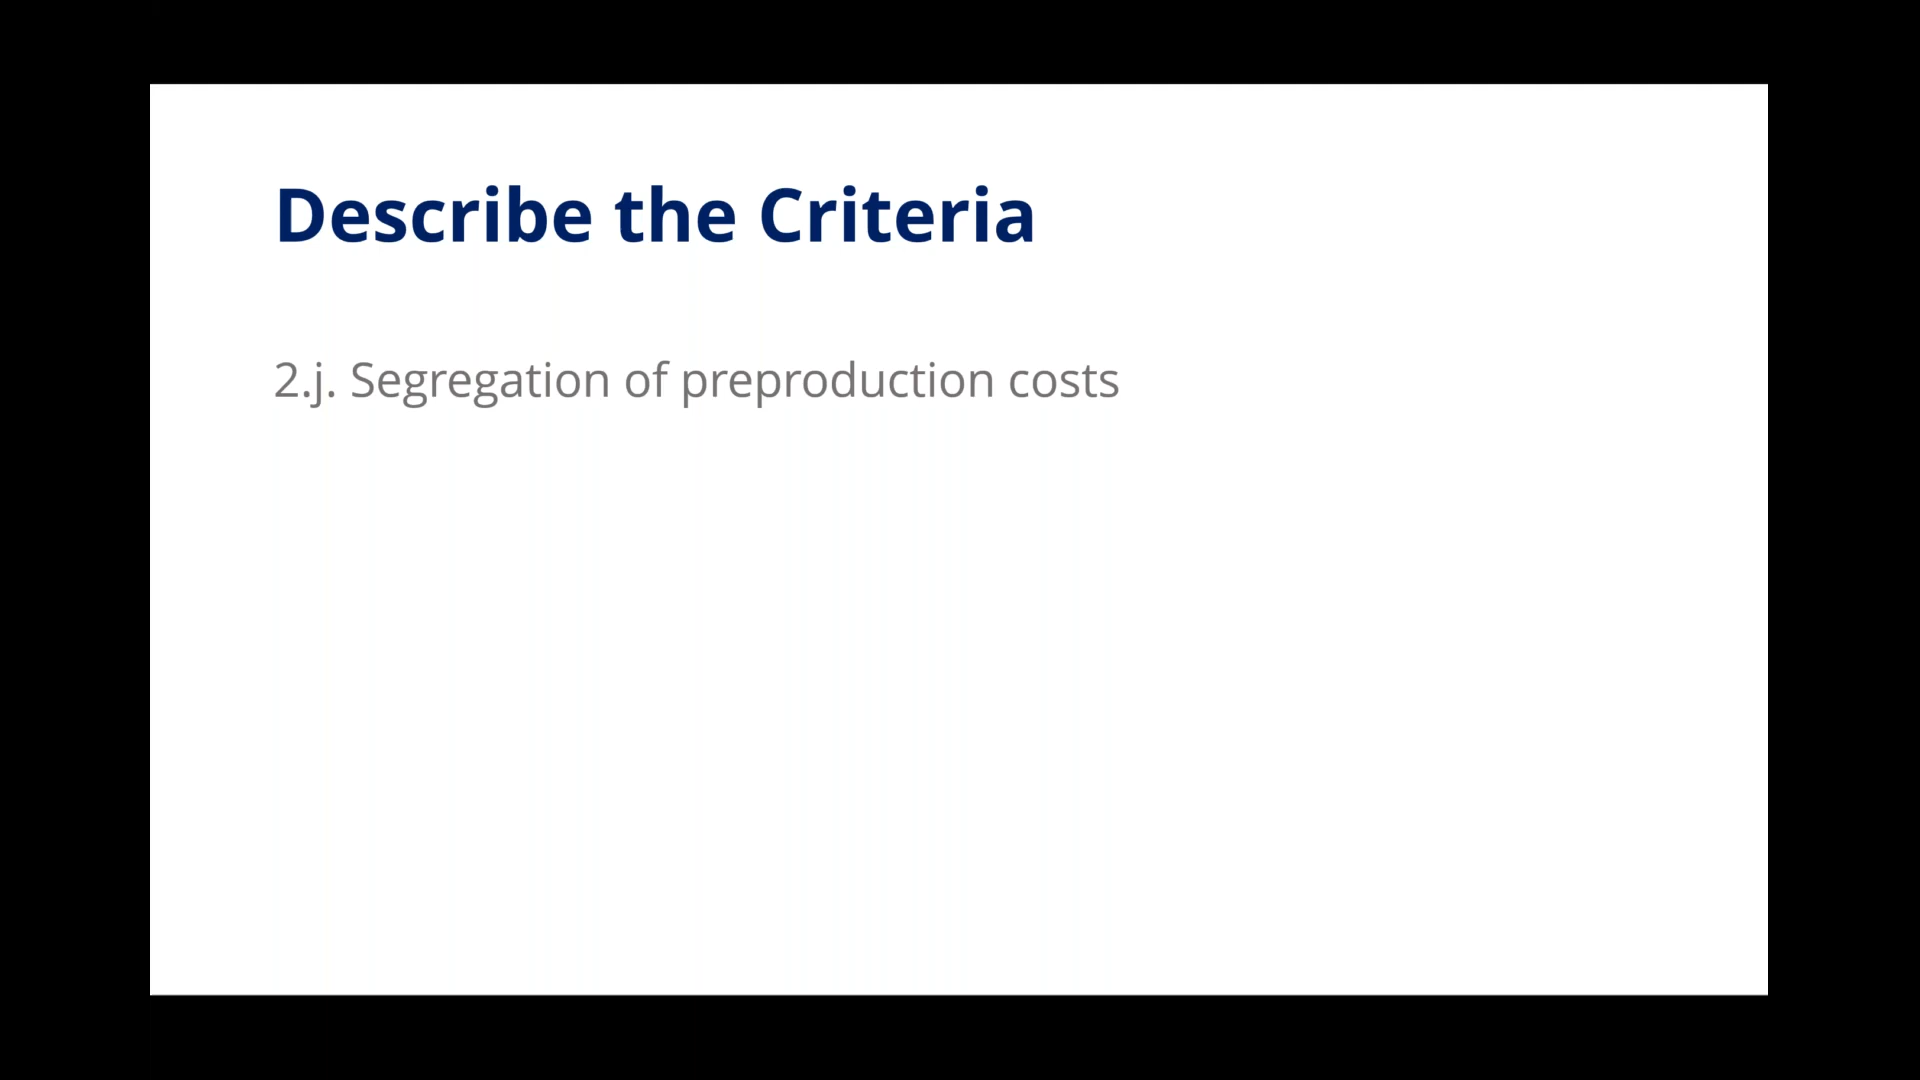 Describe the Criteria
2.j. Segregation of preproduction costs